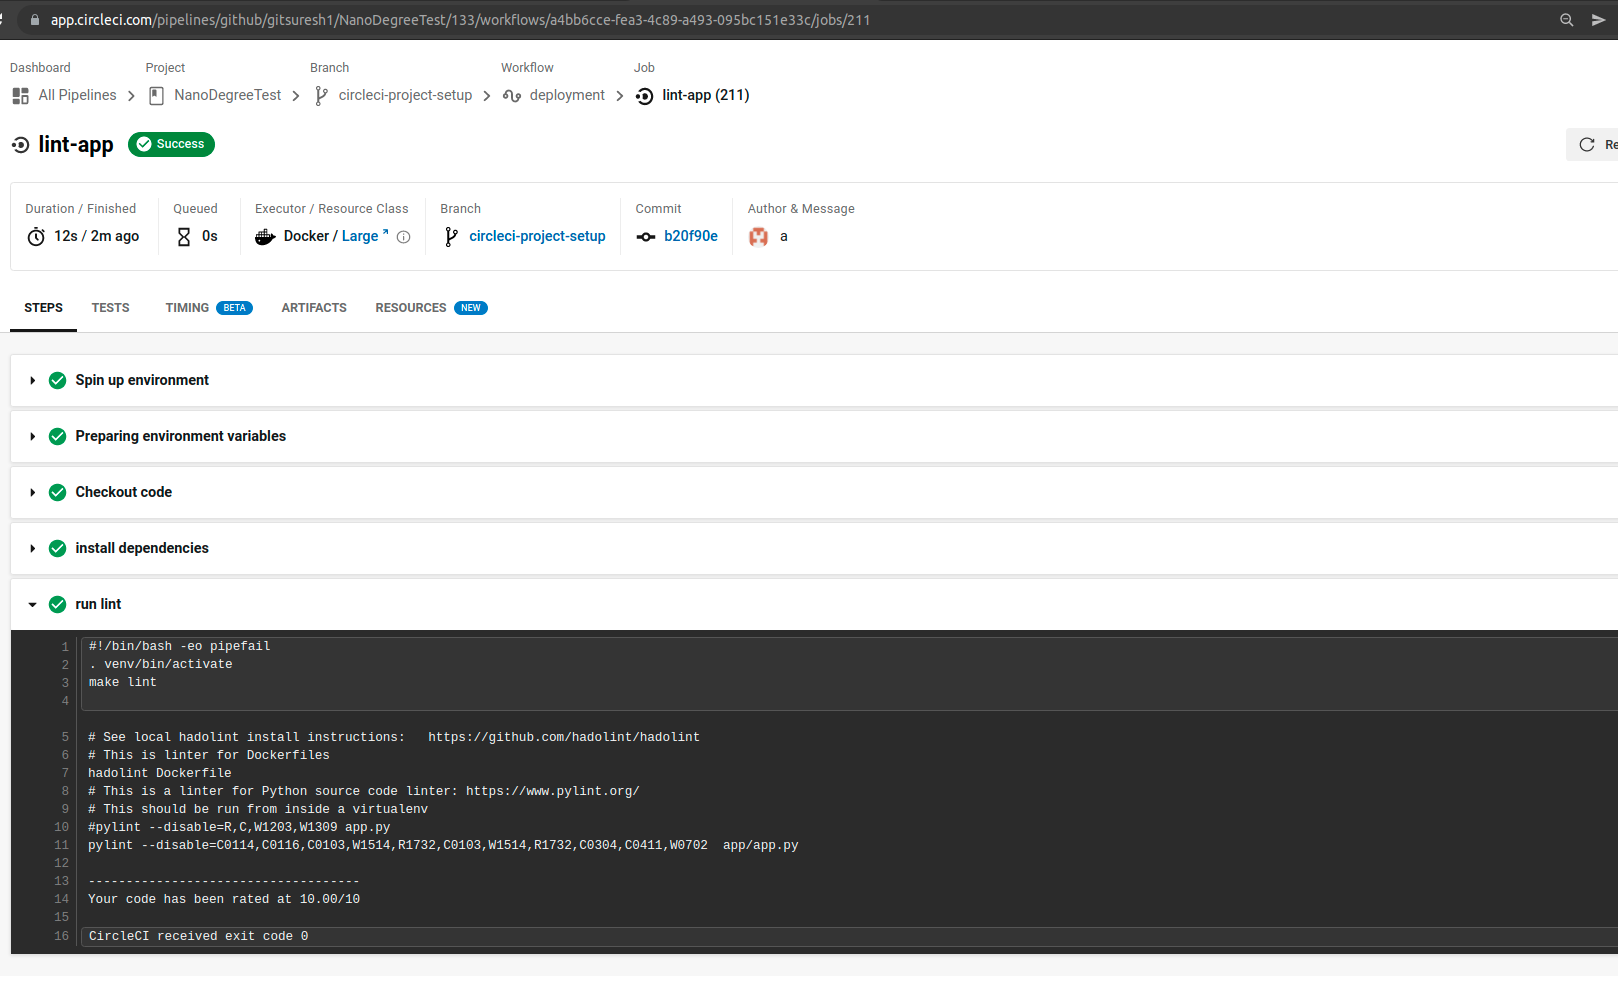 app.circleci.com/pipelines/github/gitsuresh1/NanoDegreeTest/133/workflows/a4bb6cce-fea3-4c89-a493-095bc151e33c/jobs/211
Dashboard Project Branch Workflow Job
All Pipelines NanoDegreeTest circleci-project-setup deployment lint-app (211)
lint-app Success Re
Duration / Finished Queued Executor / Resource Class Branch Commit Author & Message
12s / 2m ago 0s Docker / Large circleci-project-setup b20f90e a
STEPS TESTS TIMING BETA ARTIFACTS RESOURCES NEW
Spin up environment
Preparing environment variables
Checkout code
install dependencies
run lint
1 #!/bin/bash -eo pipefail
2 . venv/bin/activate
3 make lint
4
5 # See local hadolint install instructions:   https://github.com/hadolint/hadolint
6 # This is linter for Dockerfiles
7 hadolint Dockerfile
8 # This is a linter for Python source code linter: https://www.pylint.org/
9 # This should be run from inside a virtualenv
10 #pylint --disable=R,C,W1203,W1309 app.py
11 pylint --disable=C0114,C0116,C0103,W1514,R1732,C0103,W1514,R1732,C0304,C0411,W0702  app/app.py
12
13 ------------------------------------
14 Your code has been rated at 10.00/10
15
16 CircleCI received exit code 0